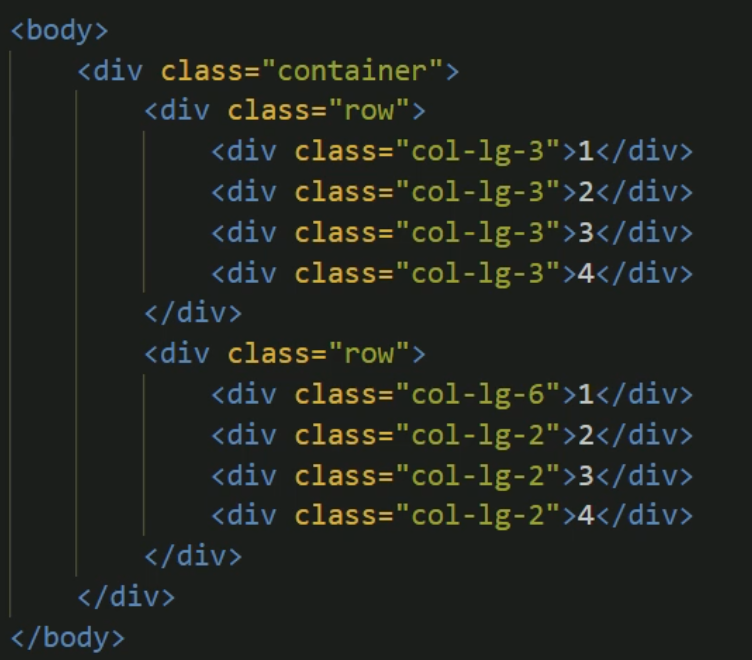 <body>
<div class="container">
<div class="row">
<div class="col-lg-3">1</div>
<div class="col-lg-3">2</div>
<div class="col-lg-3">3</div>
<div class="col-lg-3">4</div>
</div>
<div class="row">
<div class="col-lg-6">1</div>
<div class="col-lg-2">2</div>
<div class="col-lg-2">3</div>
<div class="col-lg-2">4</div>
</div>
</div>
</body>